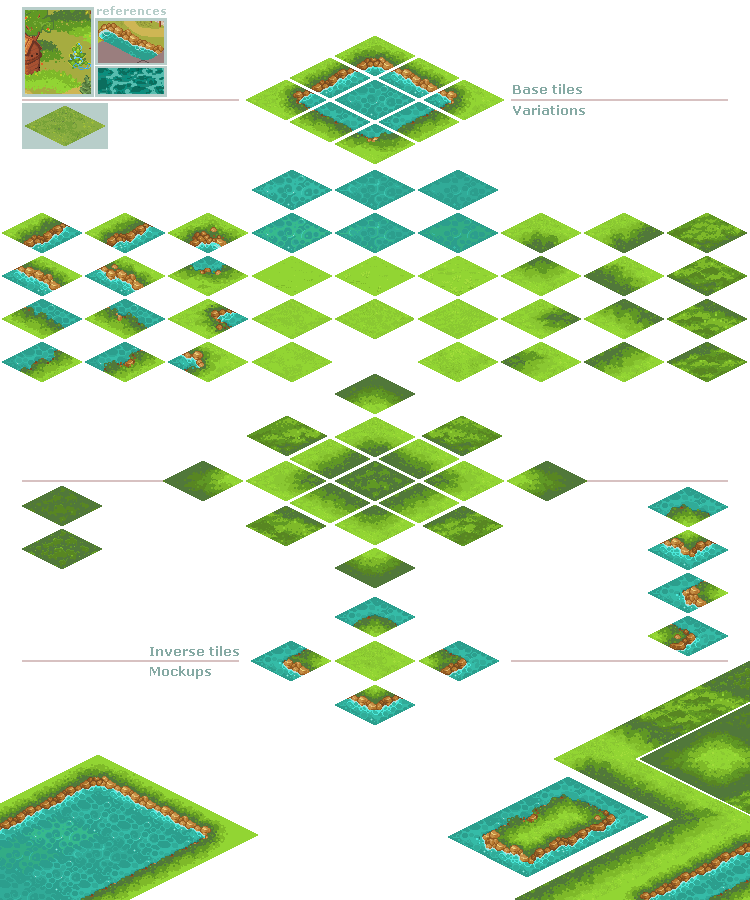 references
Base tiles
Variations
Inverse tiles
Mockups